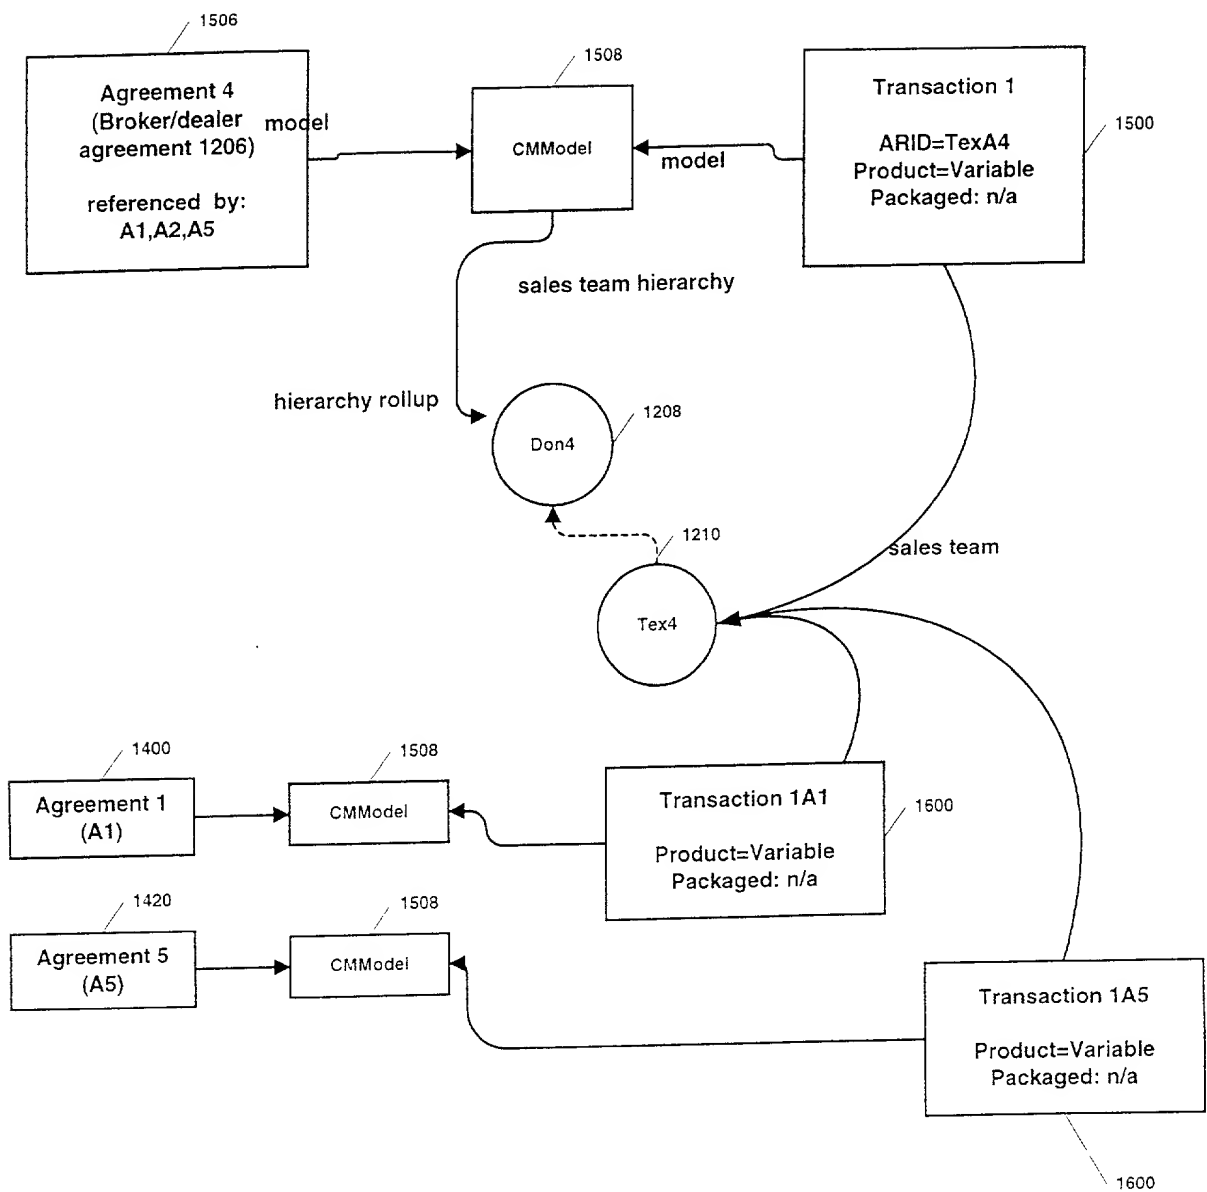 1506
Agreement 4
(Broker/dealer
agreement 1206)
referenced by:
A1,A2,A5
model
1508
CMModel
model
Transaction 1
ARID=TexA4
Product=Variable
Packaged: n/a
1500
sales team hierarchy
hierarchy rollup
Don4
1208
1210
sales team
Tex4
1400
Agreement 1
(A1)
1508
CMModel
Transaction 1A1
Product=Variable
Packaged: n/a
1600
1420
Agreement 5
(A5)
1508
CMModel
Transaction 1A5
Product=Variable
Packaged: n/a
1600